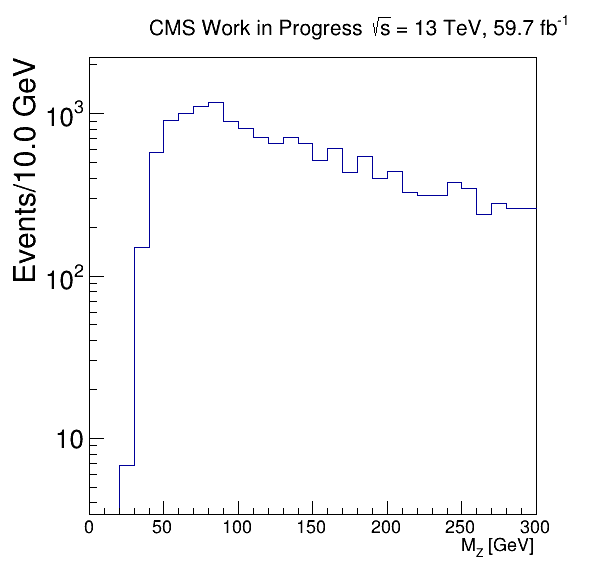 CMS Work in Progress √s = 13 TeV, 59.7 fb⁻¹
Events/10.0 GeV
10³
10²
10
0 50 100 150 200 250 300
M_Z [GeV]